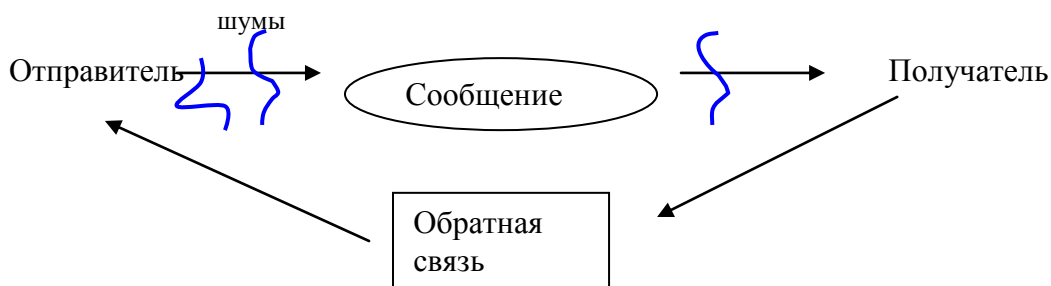 шумы
Отправитель
Сообщение
Получатель
Обратная
связь